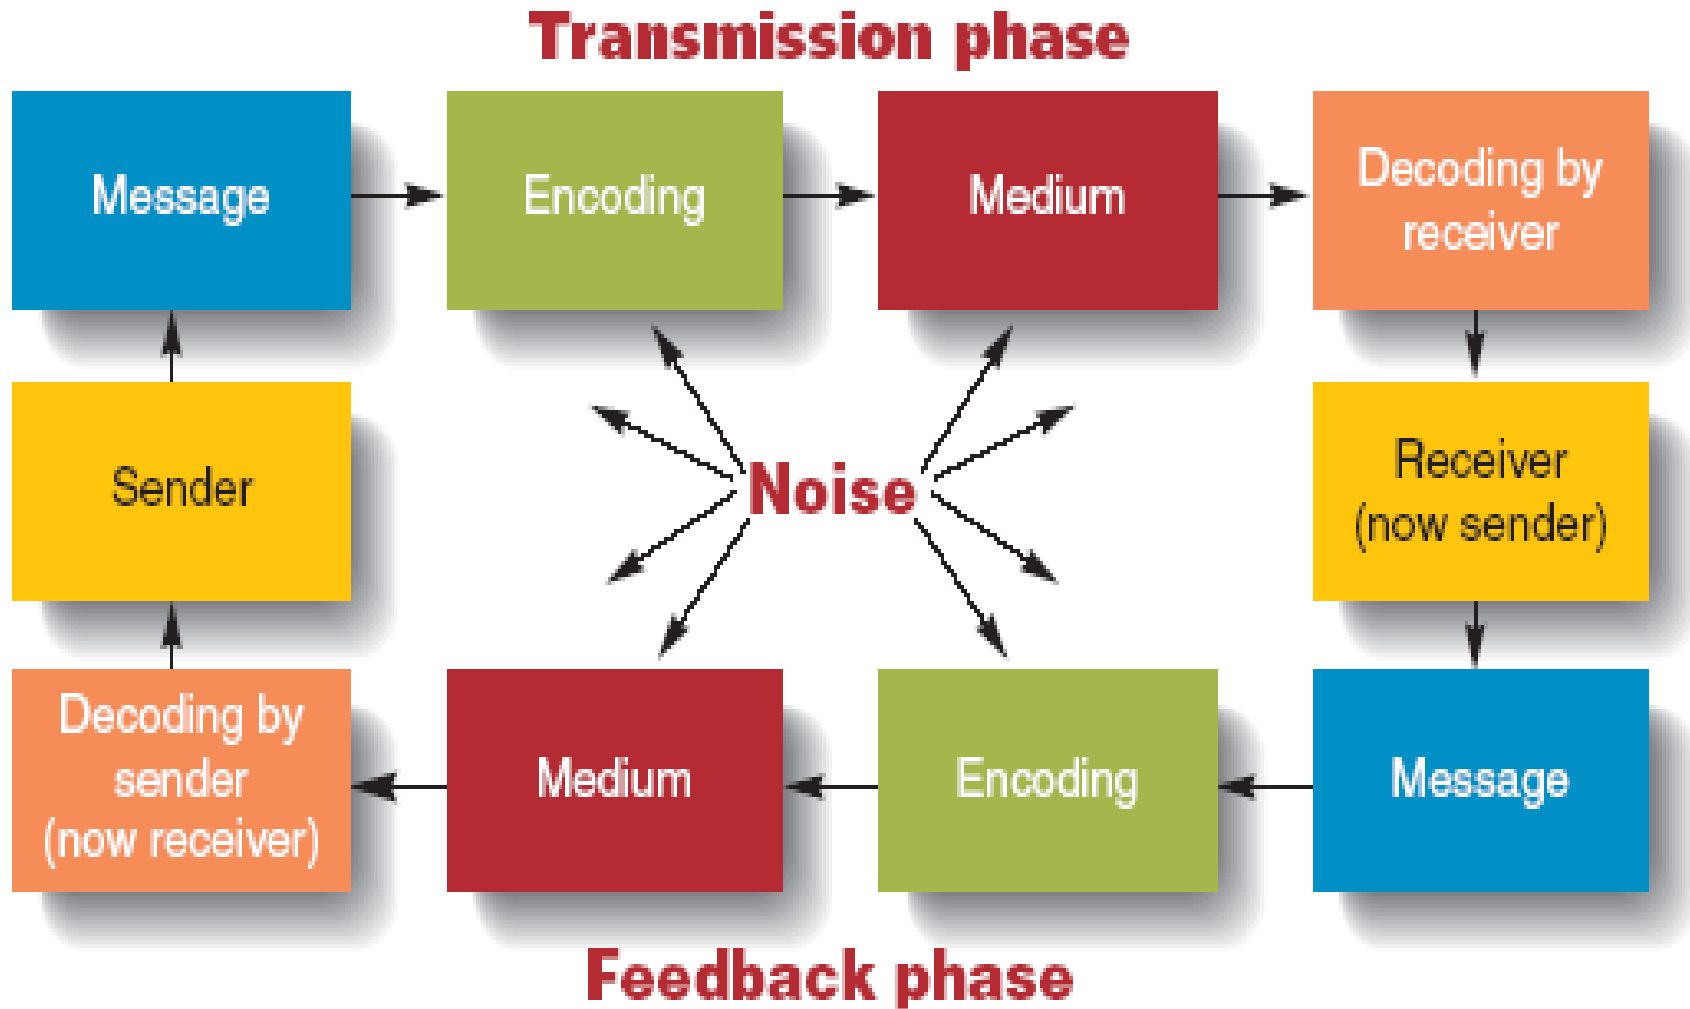 Transmission phase
Message
Encoding
Medium
Decoding by
receiver
Sender
Noise
Receiver
(now sender)
Decoding by
sender
(now receiver)
Medium
Encoding
Message
Feedback phase